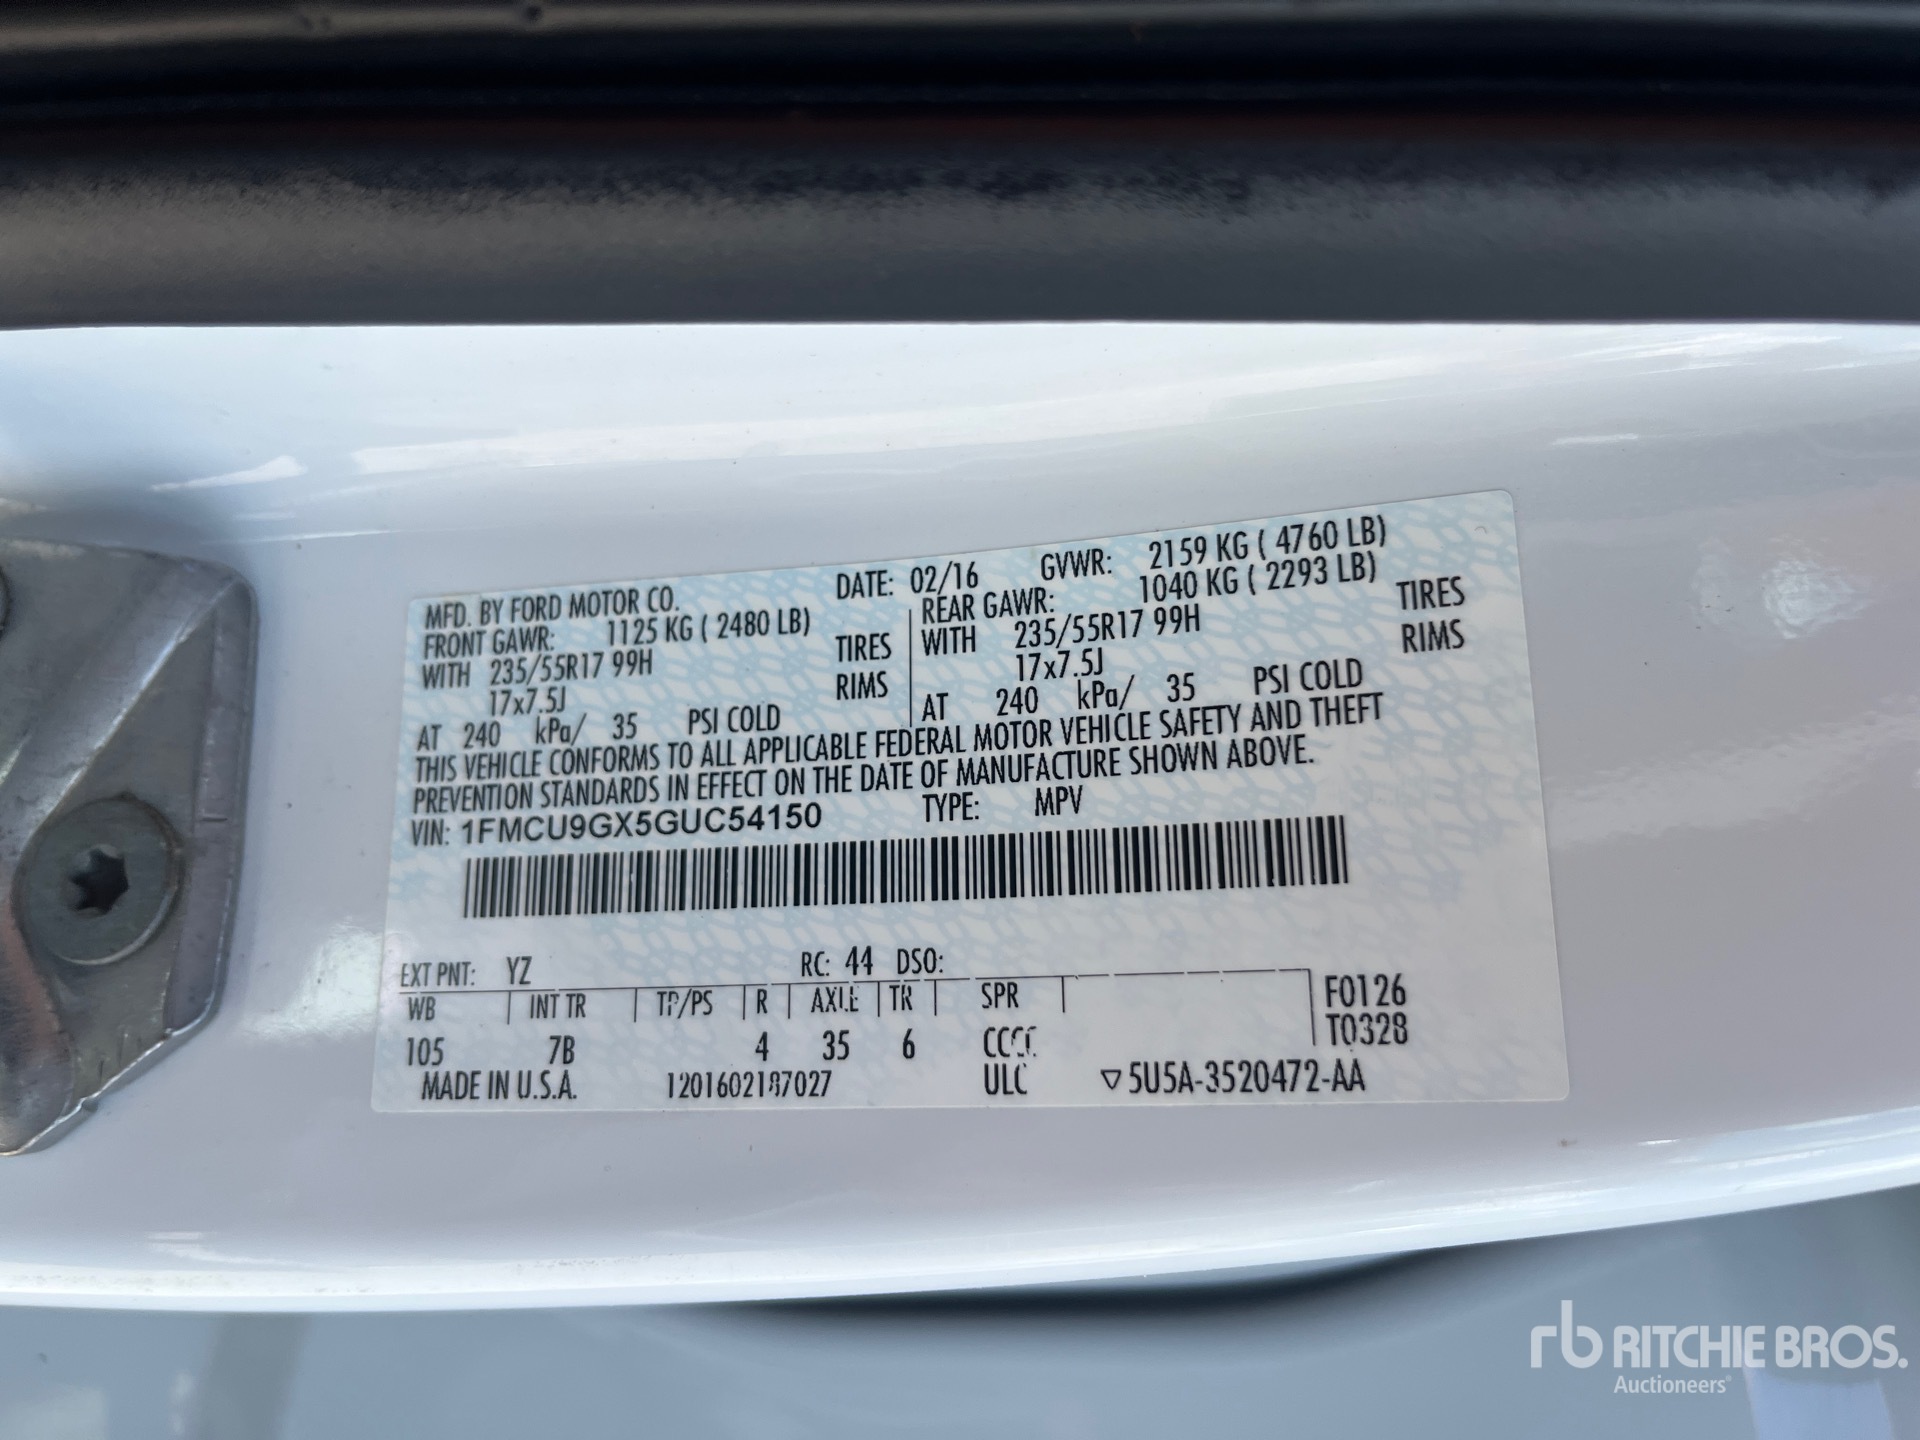 MFD. BY FORD MOTOR CO. DATE: 02/16 GVWR: 2159 KG ( 4760 LB)
FRONT GAWR: 1125 KG ( 2480 LB) REAR GAWR: 1040 KG ( 2293 LB)
WITH 235/55R17 99H TIRES WITH 235/55R17 99H TIRES
17x7.5J RIMS 17x7.5J RIMS
AT 240 kPa/ 35 PSI COLD AT 240 kPa/ 35 PSI COLD
THIS VEHICLE CONFORMS TO ALL APPLICABLE FEDERAL MOTOR VEHICLE SAFETY AND THEFT
PREVENTION STANDARDS IN EFFECT ON THE DATE OF MANUFACTURE SHOWN ABOVE.
VIN: 1FMCU9GX5GUC54150 TYPE: MPV
EXT PNT: YZ RC: 44 DSO:
WB INT TR TP/PS R AXLE TR SPR F0126
T0328
105 7B 4 35 6 CCCC
MADE IN U.S.A. 1201602187027 ULC ▽5U5A-3520472-AA
rb RITCHIE BROS.
Auctioneers